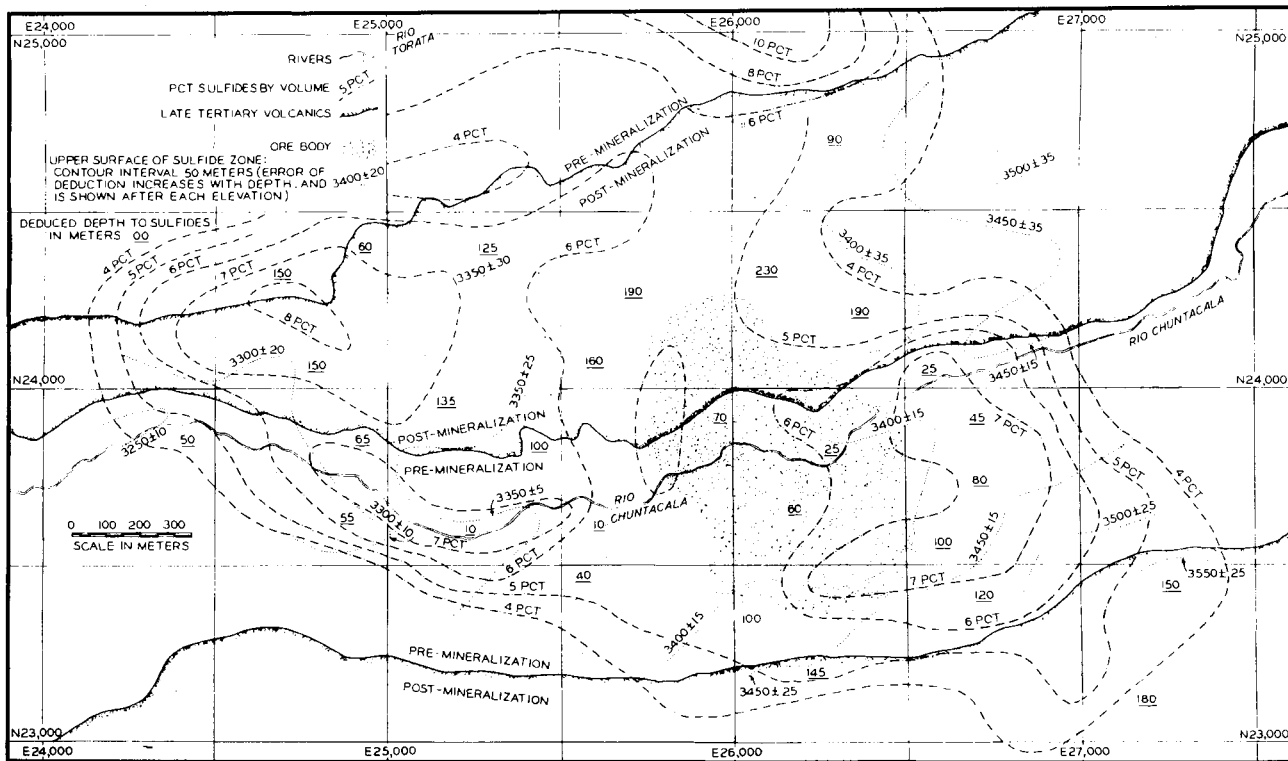 E24,000
E25,000
E26,000
E27,000
N25,000
N25,000
RIO TORATA
RIVERS
PCT SULFIDES BY VOLUME
5 PCT
LATE TERTIARY VOLCANICS
ORE BODY
UPPER SURFACE OF SULFIDE ZONE:
CONTOUR INTERVAL 50 METERS (ERROR OF
DEDUCTION INCREASES WITH DEPTH, AND
IS SHOWN AFTER EACH ELEVATION)
3400±20
DEDUCED DEPTH TO SULFIDES
IN METERS 00
10 PCT
8 PCT
6 PCT
4 PCT
PRE-MINERALIZATION
POST-MINERALIZATION
90
3500±35
3450±35
3400±35
4 PCT
60
125
13350±30
6 PCT
4 PCT
5 PCT
6 PCT
7 PCT
150
8 PCT
190
230
190
5 PCT
RIO CHUNTACALA
3300±20
150
160
3350±25
N24,000
N24,000
25
3450±15
135
POST-MINERALIZATION
PRE-MINERALIZATION
3250±10
50
65
100
70
6 PCT
25
3400±15
45
7 PCT
5 PCT
4 PCT
3350±5
RIO
CHUNTACALA
80
55
3300±10
10
10
60
3450±15
3500±25
0 100 200 300
SCALE IN METERS
7 PCT
6 PCT
5 PCT
4 PCT
40
100
7 PCT
120
6 PCT
150
3550±25
3400±15
100
PRE-MINERALIZATION
POST-MINERALIZATION
145
3450±25
180
N23,000
N23,000
E24,000
E25,000
E26,000
E27,000